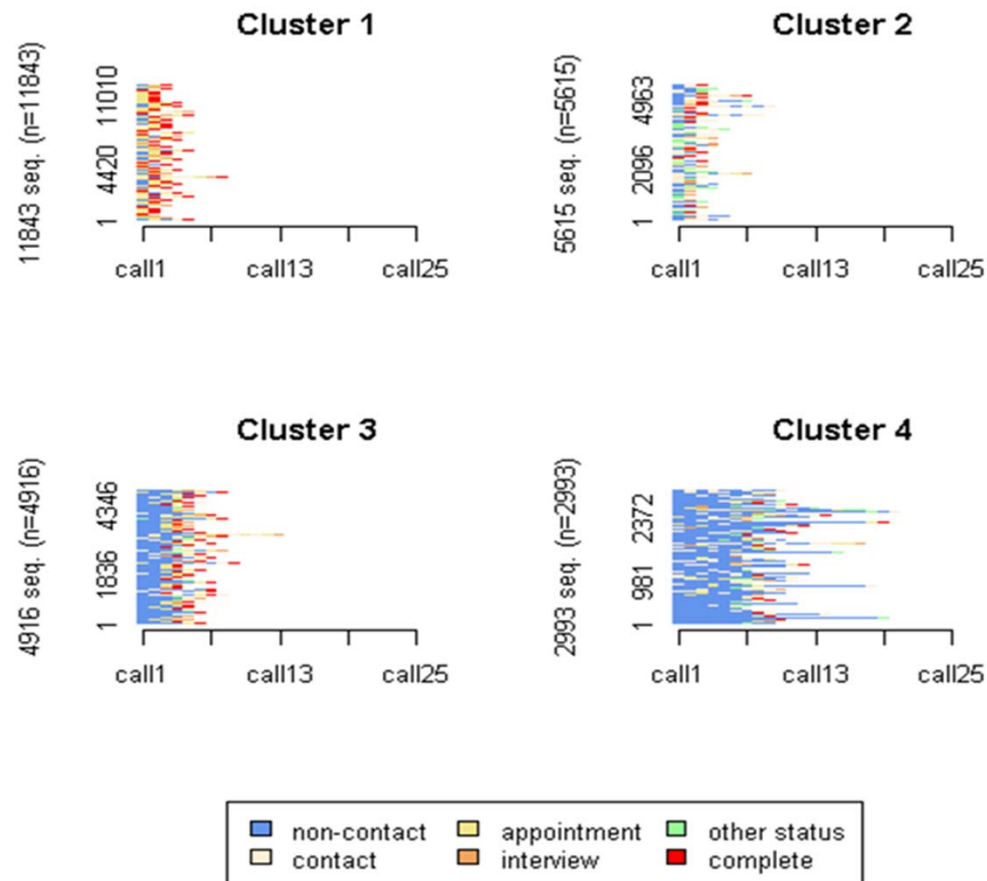 Cluster 1
11843 seq. (n=11843)
1 4420 11010
call1 call13 call25
Cluster 2
5615 seq. (n=5615)
1 2096 4963
call1 call13 call25
Cluster 3
4916 seq. (n=4916)
1 1836 4346
call1 call13 call25
Cluster 4
2993 seq. (n=2993)
1 981 2372
call1 call13 call25
non-contact appointment other status
contact interview complete